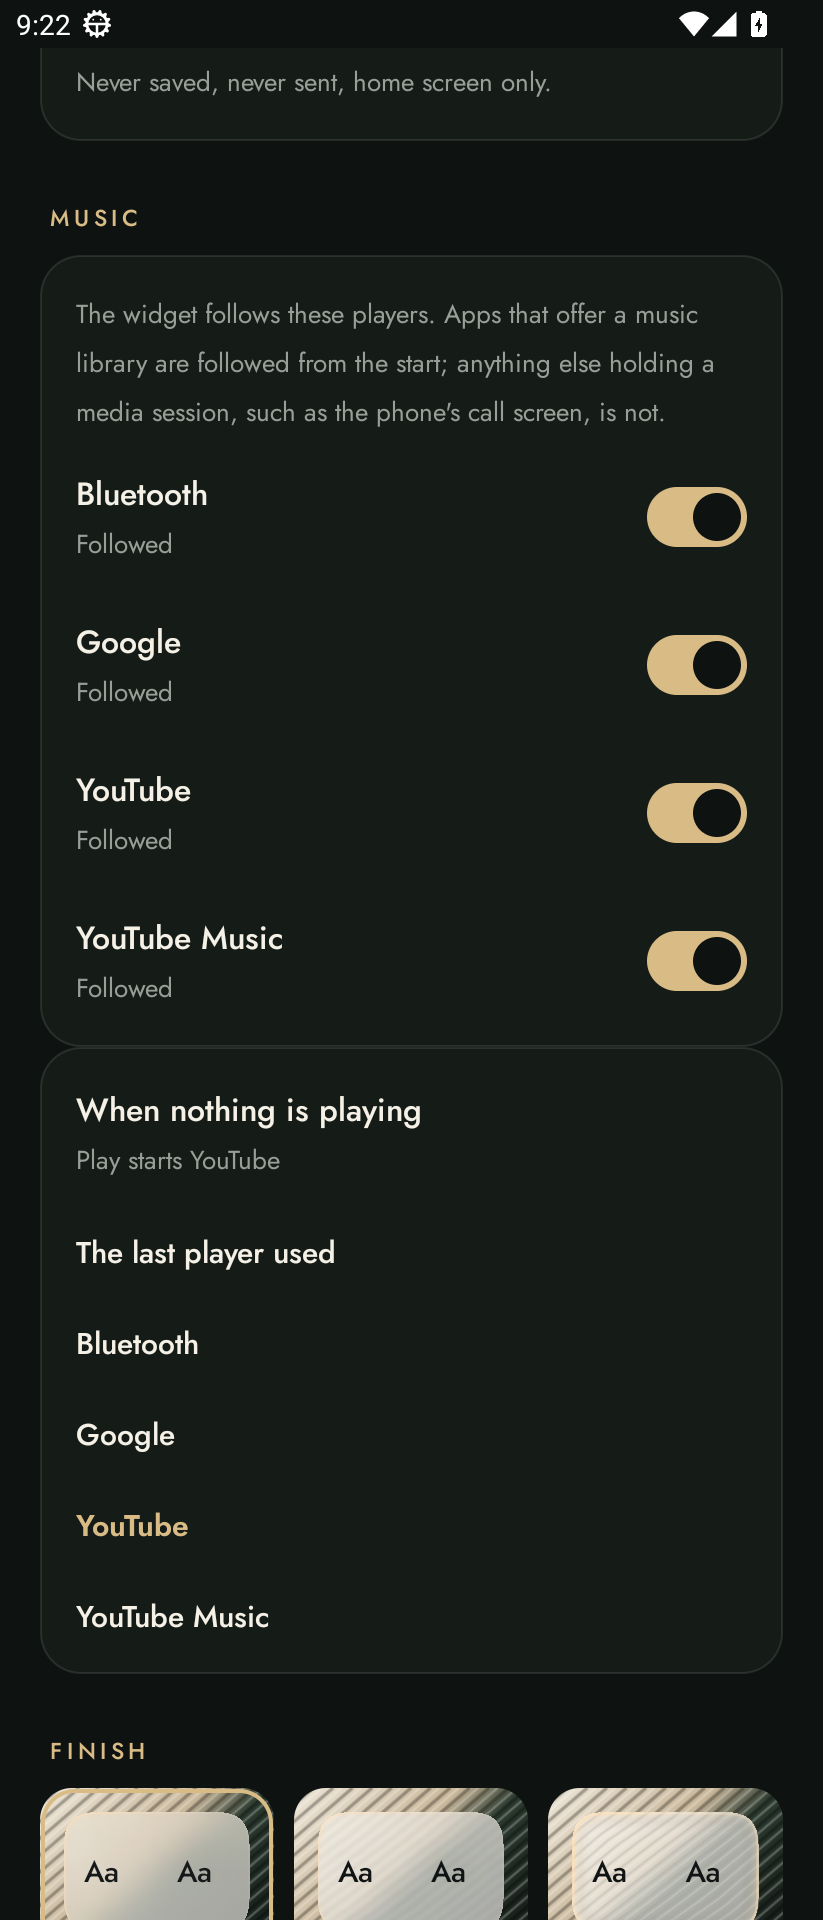 9:22
Never saved, never sent, home screen only.
MUSIC
The widget follows these players. Apps that offer a music
library are followed from the start; anything else holding a
media session, such as the phone's call screen, is not.
Bluetooth
Followed
Google
Followed
YouTube
Followed
YouTube Music
Followed
When nothing is playing
Play starts YouTube
The last player used
Bluetooth
Google
YouTube
YouTube Music
FINISH
Aa Aa Aa Aa Aa Aa